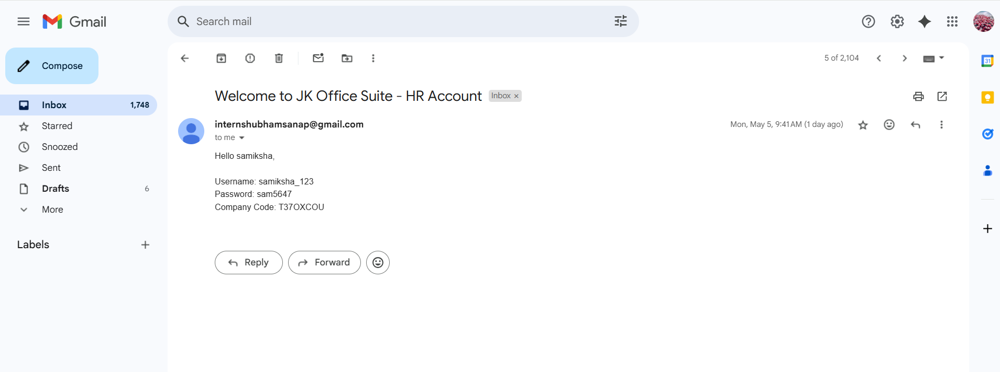 Gmail
Search mail
Compose
5 of 2,104
31
Welcome to JK Office Suite - HR Account
Inbox ×
Inbox 1,748
internshubhamsanap@gmail.com
Mon, May 5, 9:41 AM (1 day ago)
Starred
to me
Snoozed
Hello samiksha,
Sent
Username: samiksha_123
Drafts 6
Password: sam5647
More
Company Code: T37OXCOU
Labels
Reply
Forward